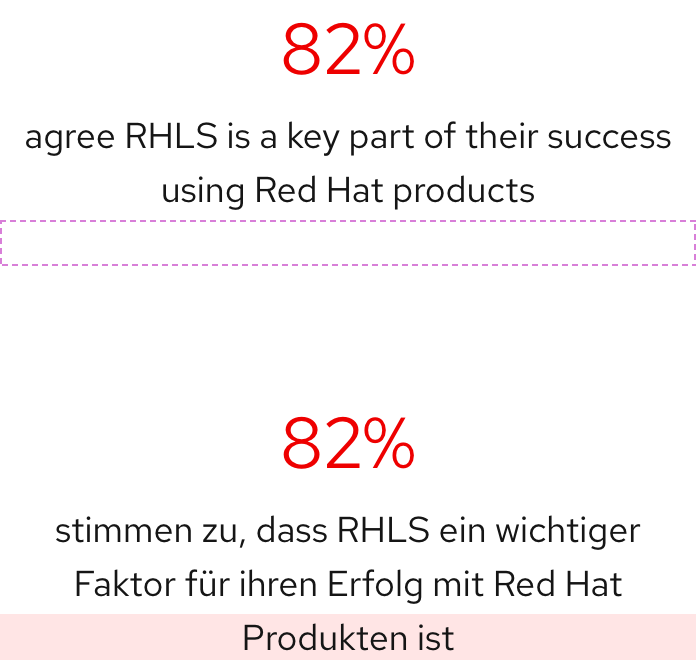 82%
agree RHLS is a key part of their success
using Red Hat products
82%
stimmen zu, dass RHLS ein wichtiger
Faktor für ihren Erfolg mit Red Hat
Produkten ist